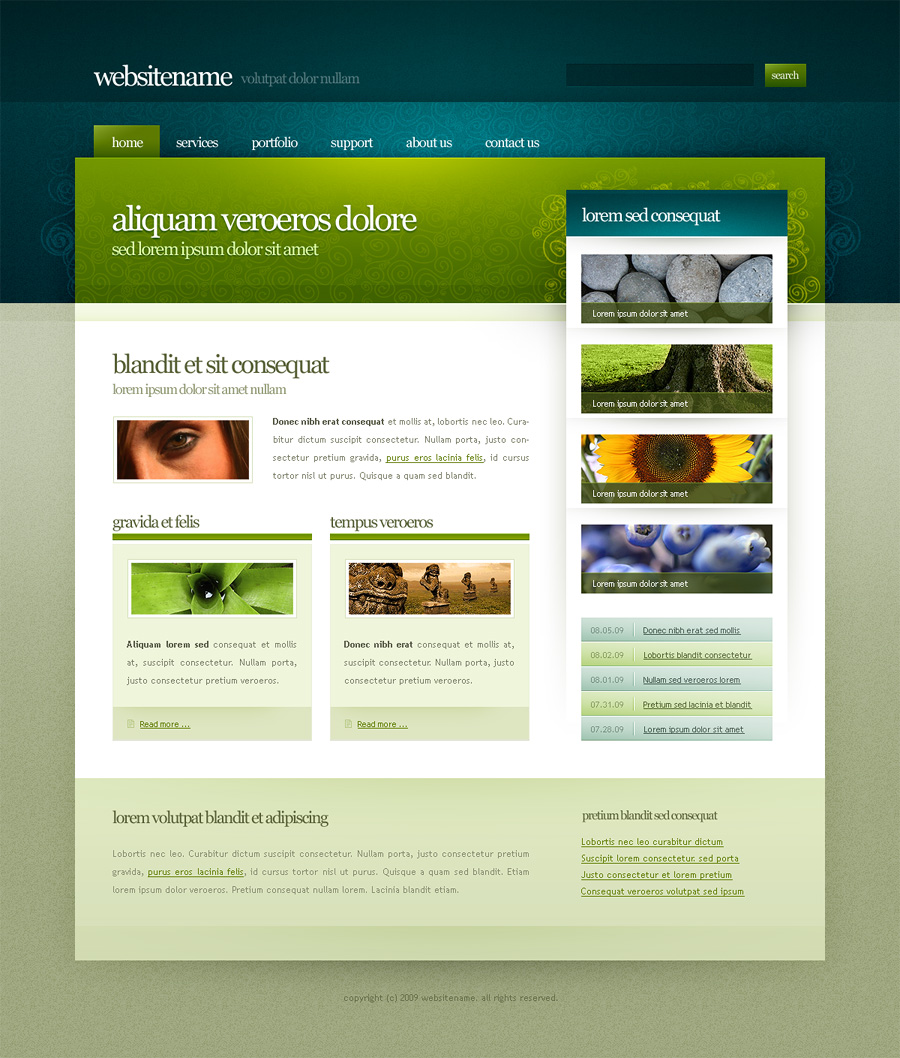 websitename volutpat dolor nullam
search
home services portfolio support about us contact us
aliquam veroeros dolore
sed lorem ipsum dolor sit amet
lorem sed consequat
Lorem ipsum dolor sit amet
Lorem ipsum dolor sit amet
Lorem ipsum dolor sit amet
Lorem ipsum dolor sit amet
08.05.09 Donec nibh erat sed mollis
08.02.09 Lobortis blandit consectetur
08.01.09 Nullam sed veroeros lorem
07.31.09 Pretium sed lacinia et blandit
07.28.09 Lorem ipsum dolor sit amet
blandit et sit consequat
lorem ipsum dolor sit amet nullam
Donec nibh erat consequat et mollis at, lobortis nec leo. Cura-
bitur dictum suscipit consectetur. Nullam porta, justo con-
sectetur pretium gravida, purus eros lacinia felis, id cursus
tortor nisl ut purus. Quisque a quam sed blandit.
gravida et felis
Aliquam lorem sed consequat et mollis
at, suscipit consectetur. Nullam porta,
justo consectetur pretium veroeros.
Read more ...
tempus veroeros
Donec nibh erat consequat et mollis at,
suscipit consectetur. Nullam porta, justo
consectetur pretium veroeros.
Read more ...
lorem volutpat blandit et adipiscing
Lobortis nec leo. Curabitur dictum suscipit consectetur. Nullam porta, justo consectetur pretium
gravida, purus eros lacinia felis, id cursus tortor nisl ut purus. Quisque a quam sed blandit. Etiam
lorem ipsum dolor veroeros. Pretium consequat nullam lorem. Lacinia blandit etiam.
pretium blandit sed consequat
Lobortis nec leo curabitur dictum
Suscipit lorem consectetur. sed porta
Justo consectetur et lorem pretium
Consequat veroeros volutpat sed ipsum
copyright (c) 2009 websitename. all rights reserved.